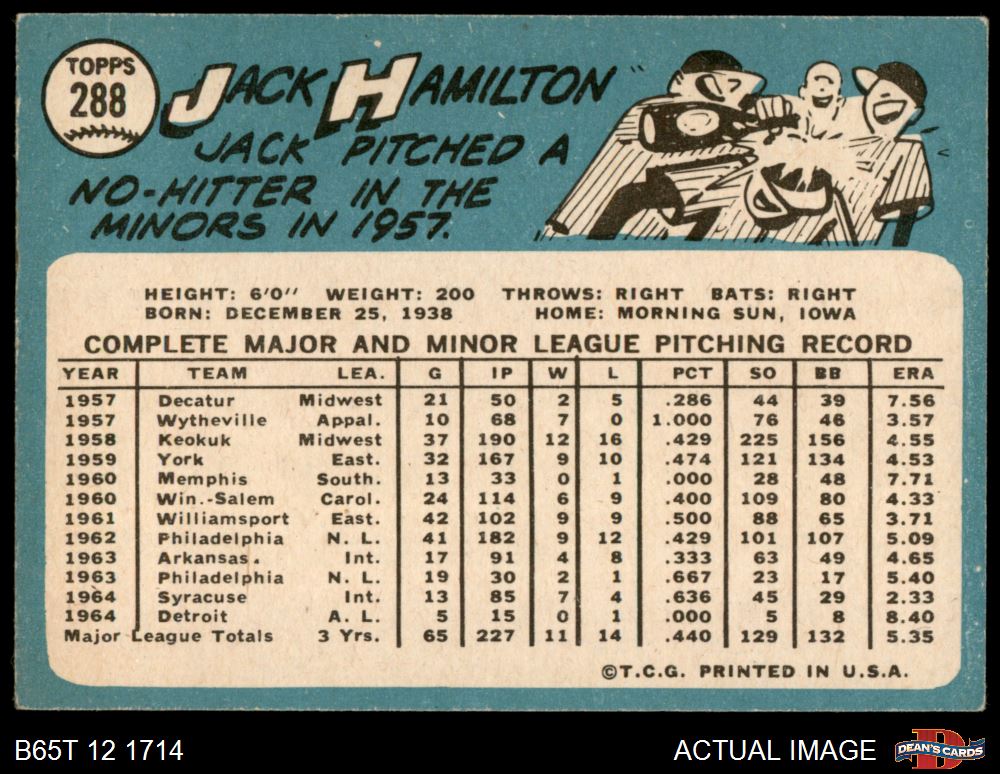 TOPPS
288
JACK HAMILTON
JACK PITCHED A
NO-HITTER IN THE
MINORS IN 1957.
HEIGHT: 6'0" WEIGHT: 200 THROWS: RIGHT BATS: RIGHT
BORN: DECEMBER 25, 1938 HOME: MORNING SUN, IOWA
COMPLETE MAJOR AND MINOR LEAGUE PITCHING RECORD
YEAR TEAM LEA. G IP W L PCT SO BB ERA
1957 Decatur Midwest 21 50 2 5 .286 44 39 7.56
1957 Wytheville Appal. 10 68 7 0 1.000 76 46 3.57
1958 Keokuk Midwest 37 190 12 16 .429 225 156 4.55
1959 York East. 32 167 9 10 .474 121 134 4.53
1960 Memphis South. 13 33 0 1 .000 28 48 7.71
1960 Win.-Salem Carol. 24 114 6 9 .400 109 80 4.33
1961 Williamsport East. 42 102 9 9 .500 88 65 3.71
1962 Philadelphia N. L. 41 182 9 12 .429 101 107 5.09
1963 Arkansas. Int. 17 91 4 8 .333 63 49 4.65
1963 Philadelphia N. L. 19 30 2 1 .667 23 17 5.40
1964 Syracuse Int. 13 85 7 4 .636 45 29 2.33
1964 Detroit A. L. 5 15 0 1 .000 5 8 8.40
Major League Totals 3 Yrs. 65 227 11 14 .440 129 132 5.35
©T.C.G. PRINTED IN U.S.A.
B65T 12 1714 ACTUAL IMAGE DEAN'S CARDS